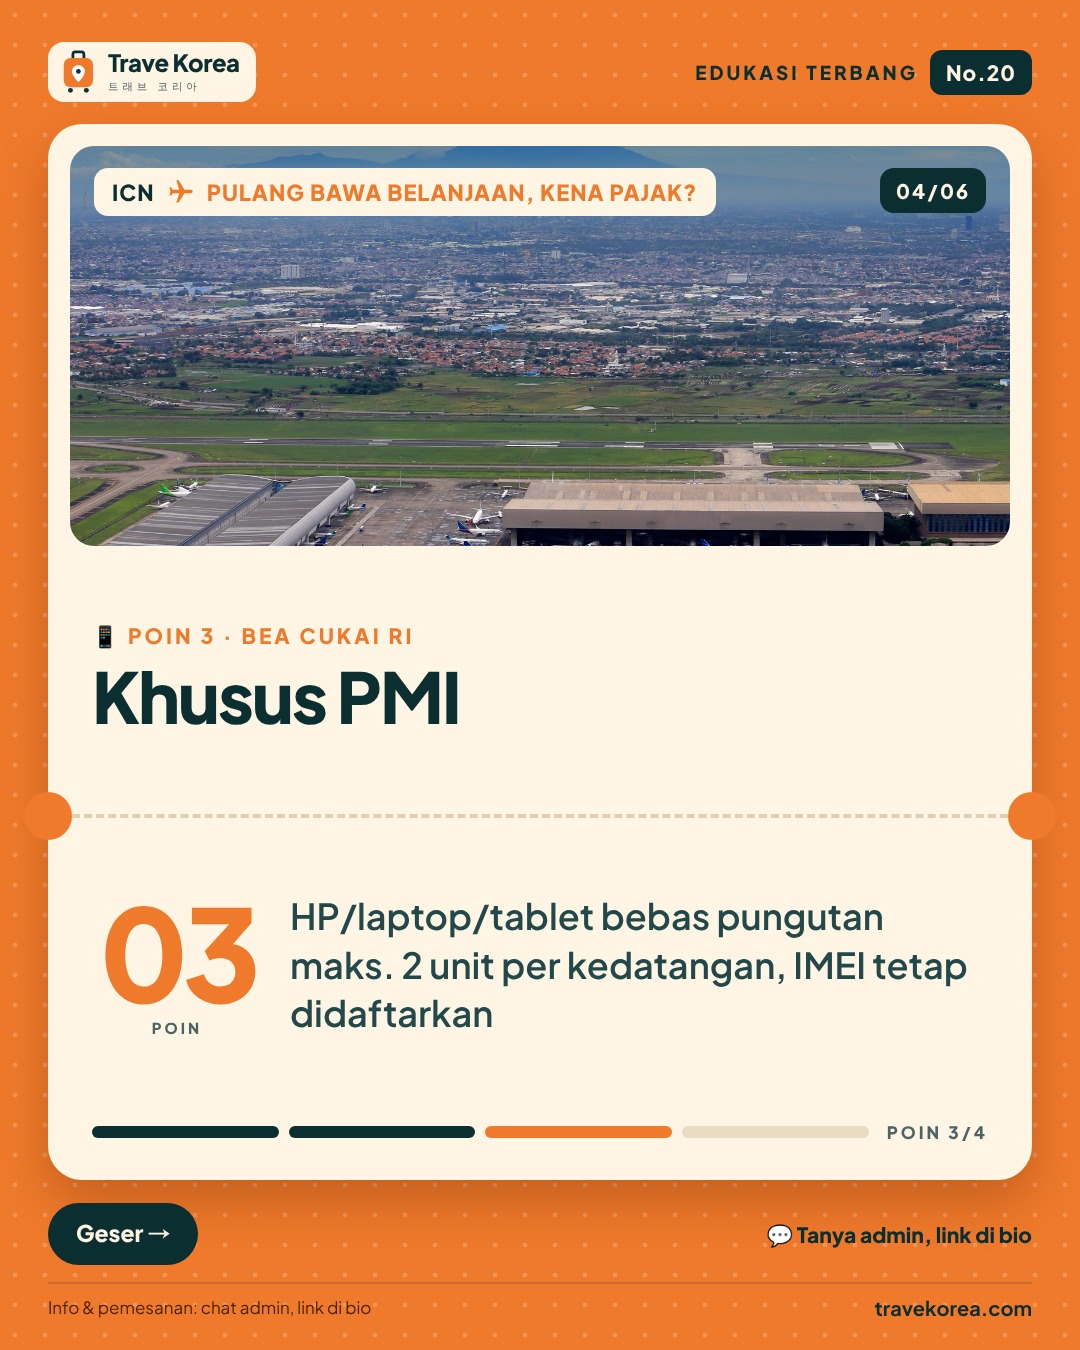 Trave Korea
트래브 코리아
EDUKASI TERBANG
No.20
ICN ✈ PULANG BAWA BELANJAAN, KENA PAJAK?
04/06
📱 POIN 3 · BEA CUKAI RI
Khusus PMI
03
POIN
HP/laptop/tablet bebas pungutan
maks. 2 unit per kedatangan, IMEI tetap
didaftarkan
POIN 3/4
Geser →
💬 Tanya admin, link di bio
Info & pemesanan: chat admin, link di bio
travekorea.com